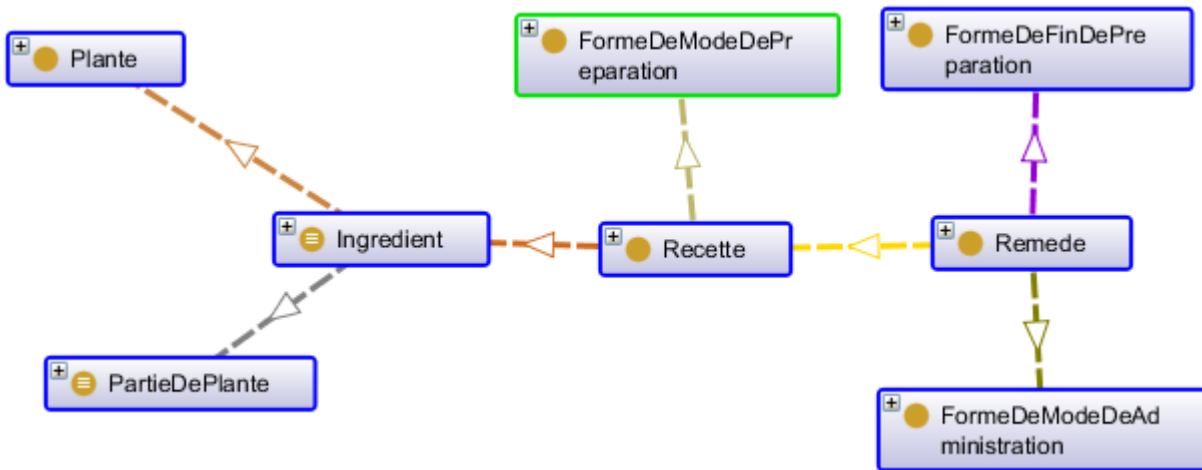 Plante
FormeDeModeDePr
eparation
FormeDeFinDePre
paration
Ingredient
Recette
Remede
PartieDePlante
FormeDeModeDeAd
ministration